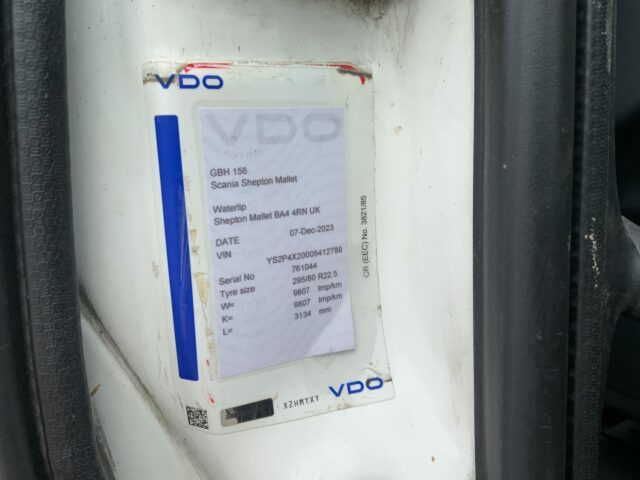 VDO
VDO
GBH 156
Scania Shepton Mallet
Waterlip
Shepton Mallet BA4 4RN UK
DATE 07-Dec-2023
VIN YS2P4X20005412789
Serial No 761044
Tyre size 295/80 R22.5
W= 9807 Imp/km
K= 9807 Imp/km
L= 3134 mm
CR (EEC) No. 3821/85
X2HMYXY
VDO